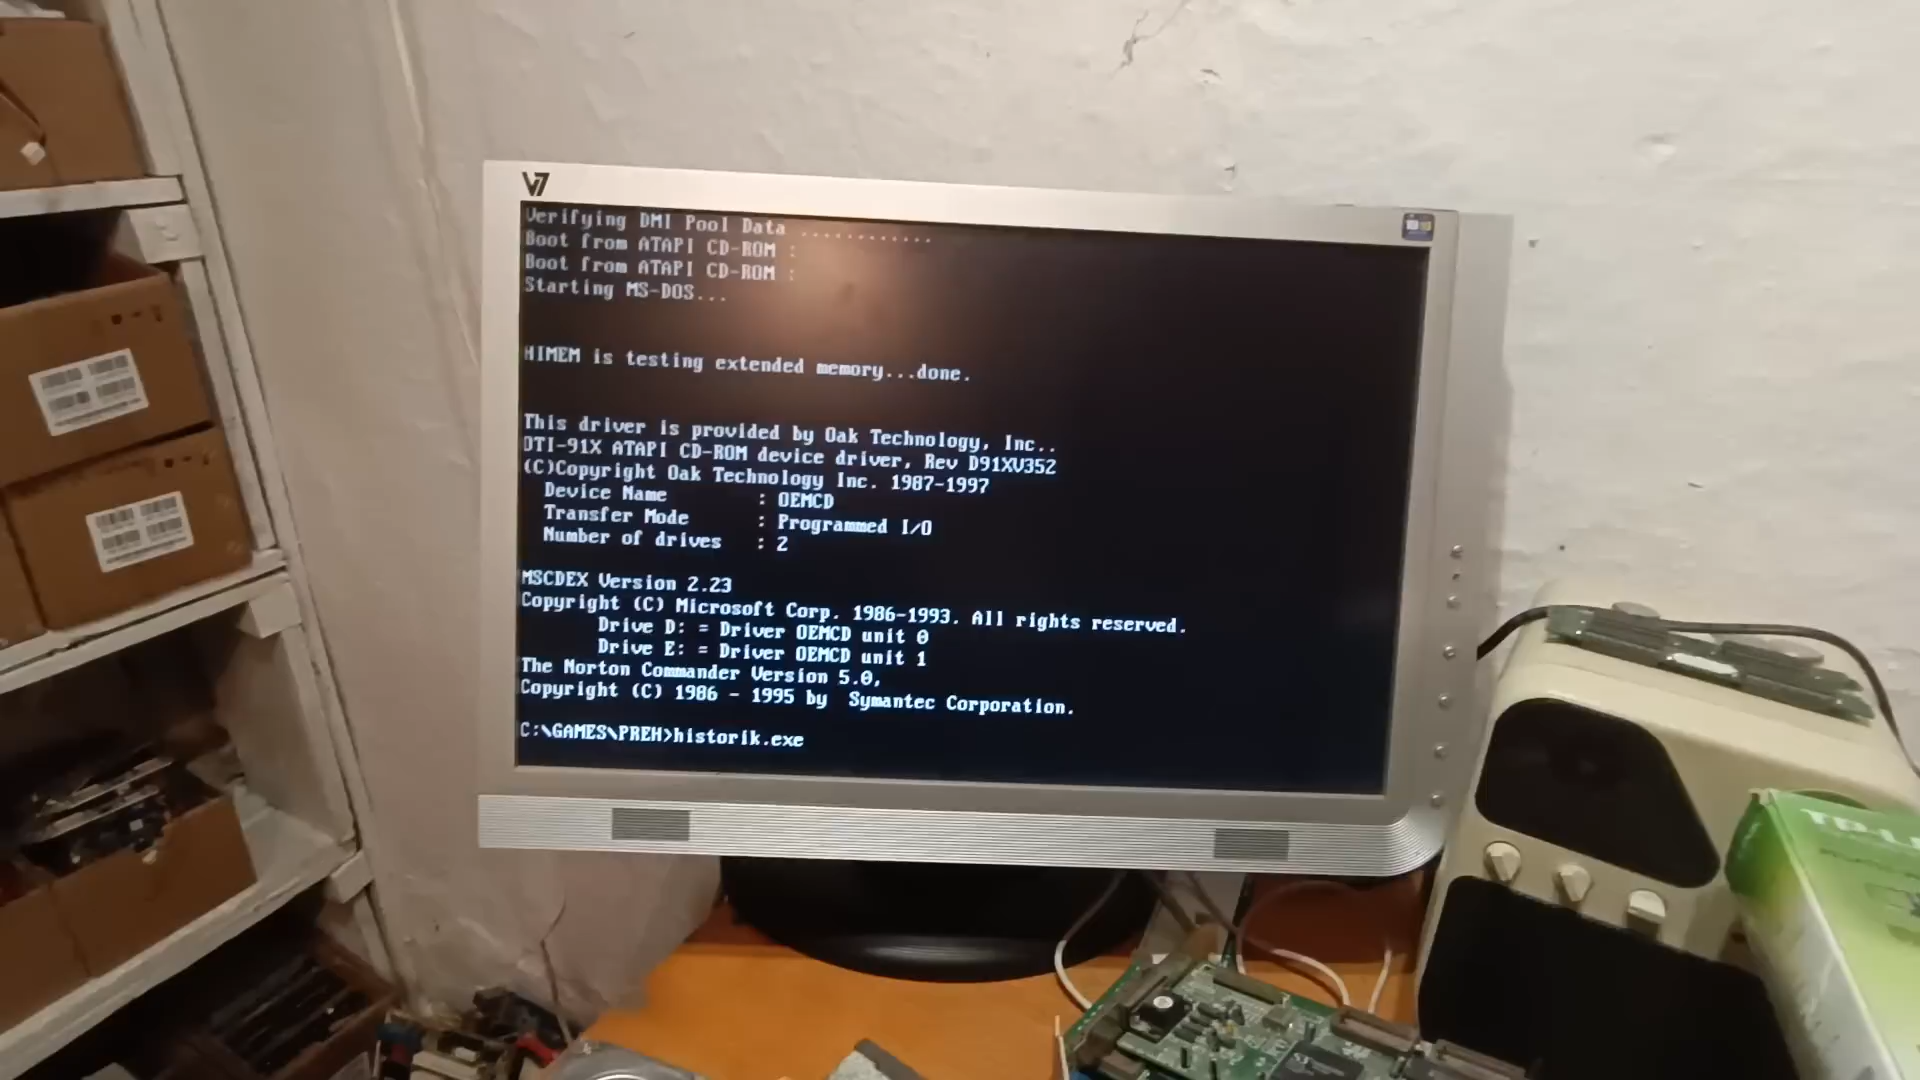 V7
Verifying DMI Pool Data ............
Boot from ATAPI CD-ROM :
Boot from ATAPI CD-ROM :
Starting MS-DOS...
HIMEM is testing extended memory...done.
This driver is provided by Oak Technology, Inc..
OTI-91X ATAPI CD-ROM device driver, Rev D91XV352
(C)Copyright Oak Technology Inc. 1987-1997
Device Name : OEMCD
Transfer Mode : Programmed I/O
Number of drives : 2
MSCDEX Version 2.23
Copyright (C) Microsoft Corp. 1986-1993. All rights reserved.
Drive D: = Driver OEMCD unit 0
Drive E: = Driver OEMCD unit 1
The Norton Commander Version 5.0,
Copyright (C) 1986 - 1995 by Symantec Corporation.
C:\GAMES\PREH>historik.exe
S3